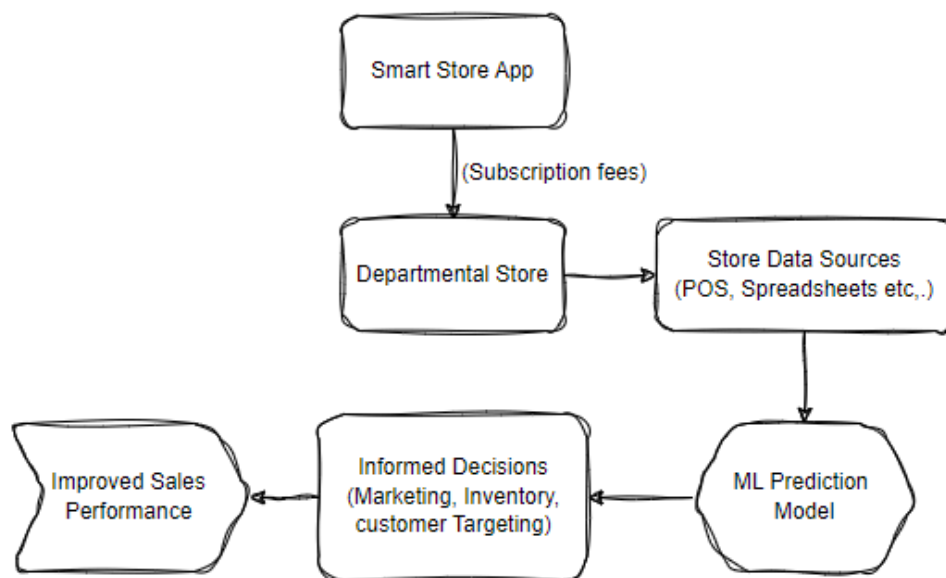 Smart Store App
(Subscription fees)
Departmental Store
Store Data Sources
(POS, Spreadsheets etc,.)
Improved Sales
Performance
Informed Decisions
(Marketing, Inventory,
customer Targeting)
ML Prediction
Model